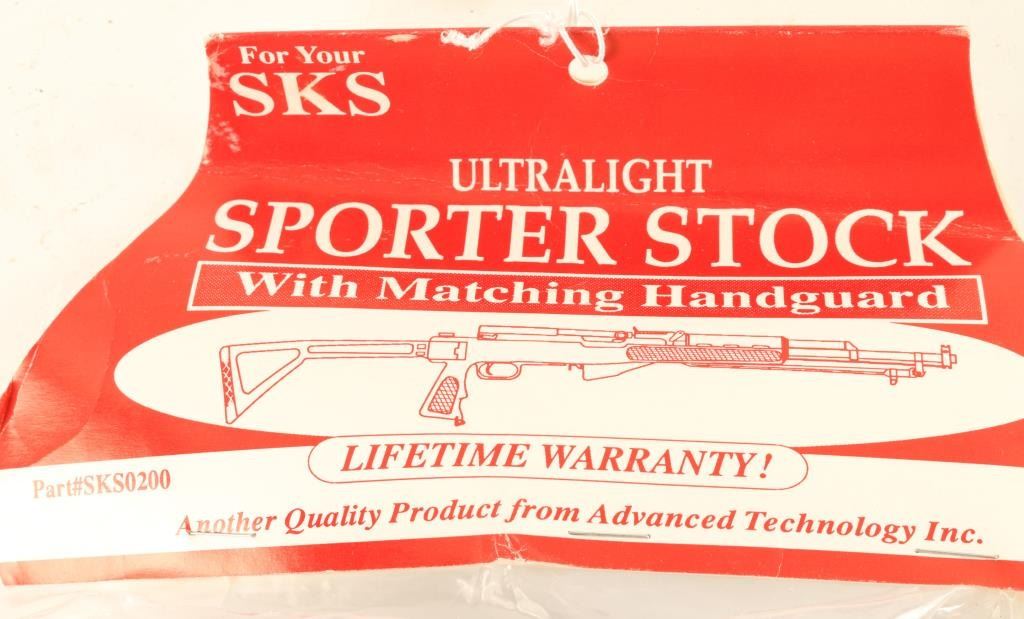 For Your
SKS
ULTRALIGHT
SPORTER STOCK
With Matching Handguard
LIFETIME WARRANTY!
Part#SKS0200
Another Quality Product from Advanced Technology Inc.